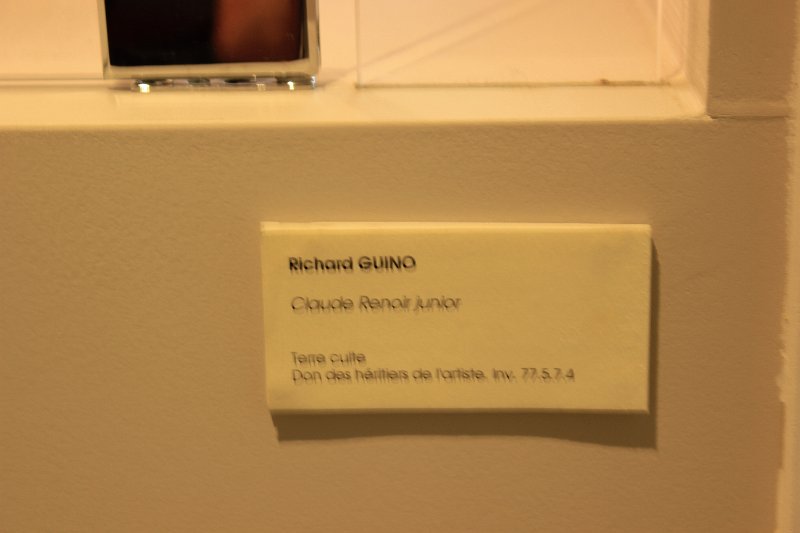 Richard GUINO
Claude Renoir junior
Terre cuite
Don des héritiers de l'artiste. Inv. 77.5.7.4